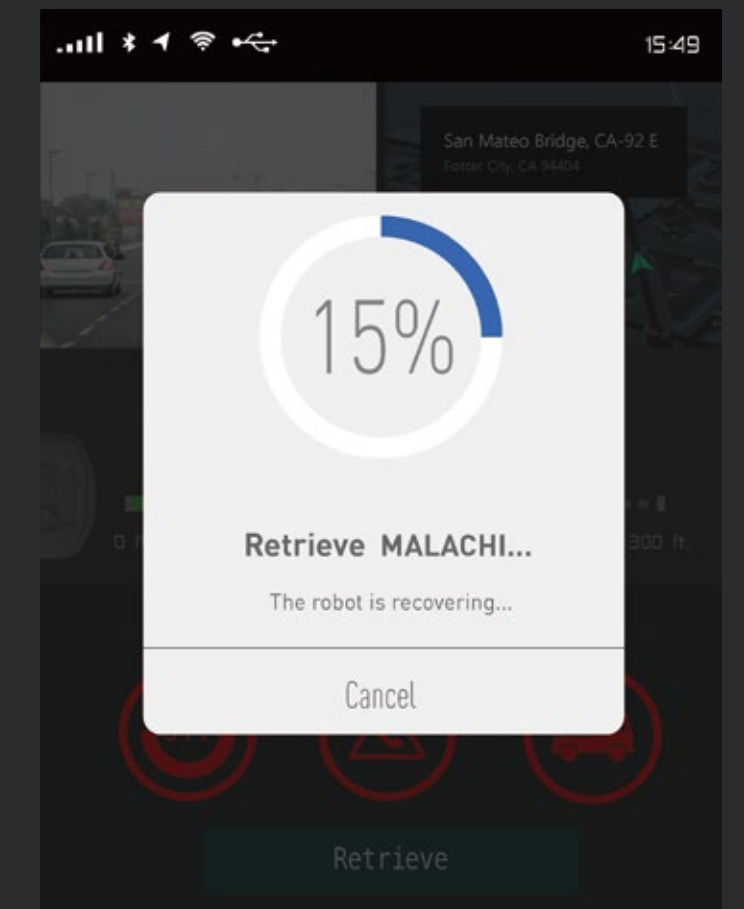 15:49
San Mateo Bridge, CA-92 E
Foster City, CA 94404
15%
Retrieve MALACHI...
The robot is recovering...
0
300 ft.
Cancel
Retrieve